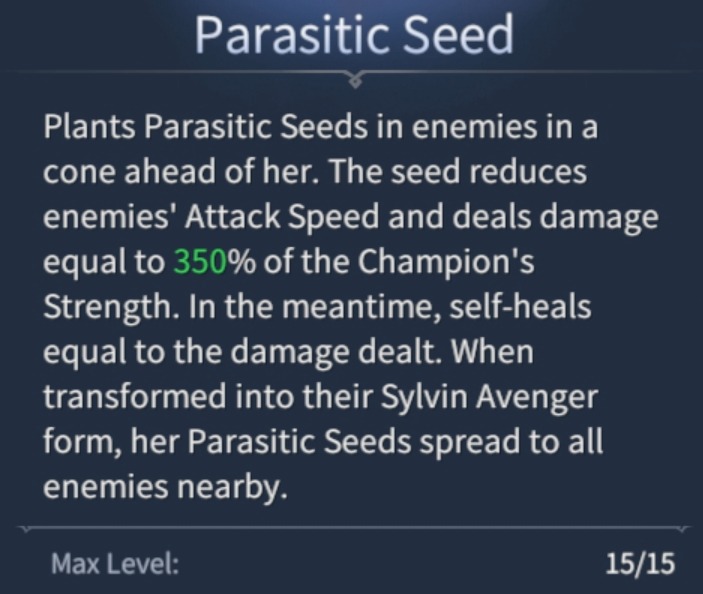 Parasitic Seed
Plants Parasitic Seeds in enemies in a
cone ahead of her. The seed reduces
enemies' Attack Speed and deals damage
equal to 350% of the Champion's
Strength. In the meantime, self-heals
equal to the damage dealt. When
transformed into their Sylvin Avenger
form, her Parasitic Seeds spread to all
enemies nearby.
Max Level: 15/15